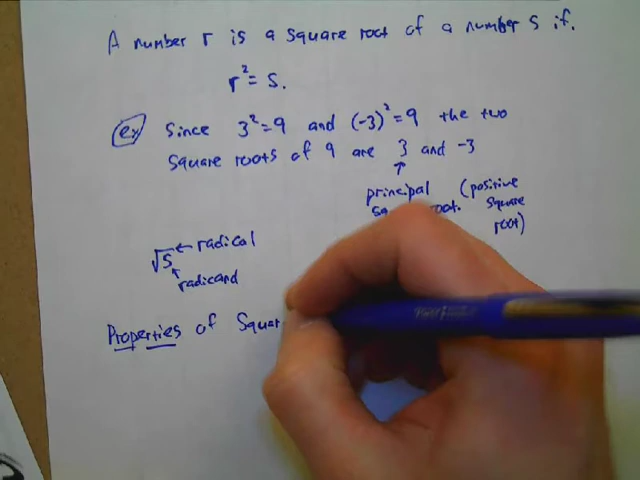 A number r is a square root of a number s if.
r² = s.
ex Since 3² = 9 and (-3)² = 9 the two
square roots of 9 are 3 and -3
principal (positive
square
root.
root)
√s ← radical
radicand
Properties of Squar